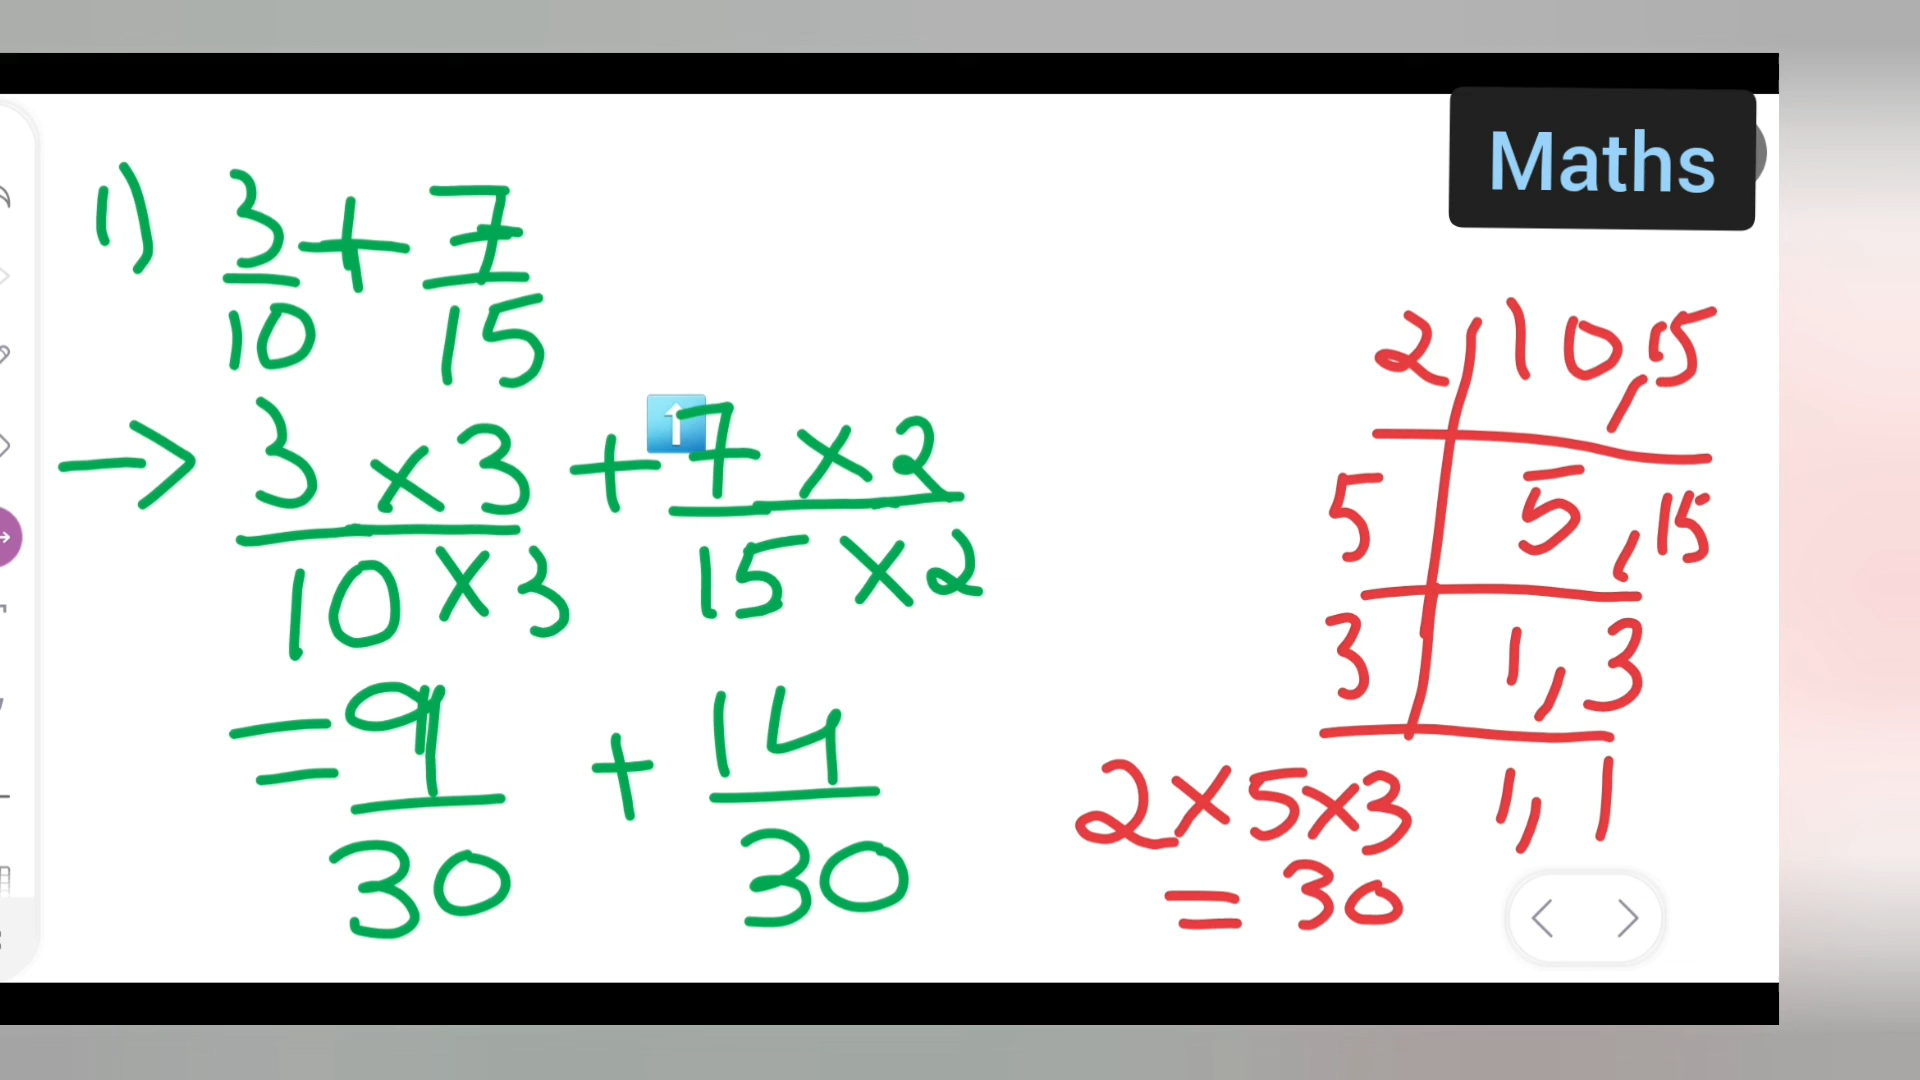 Maths
1) 3/10 + 7/15
→ 3 × 3/10 × 3 + 7 × 2/15 × 2
= 9/30 + 14/30
2 | 10, 15
5 | 5, 15
3 | 1, 3
1, 1
2 × 5 × 3
= 30